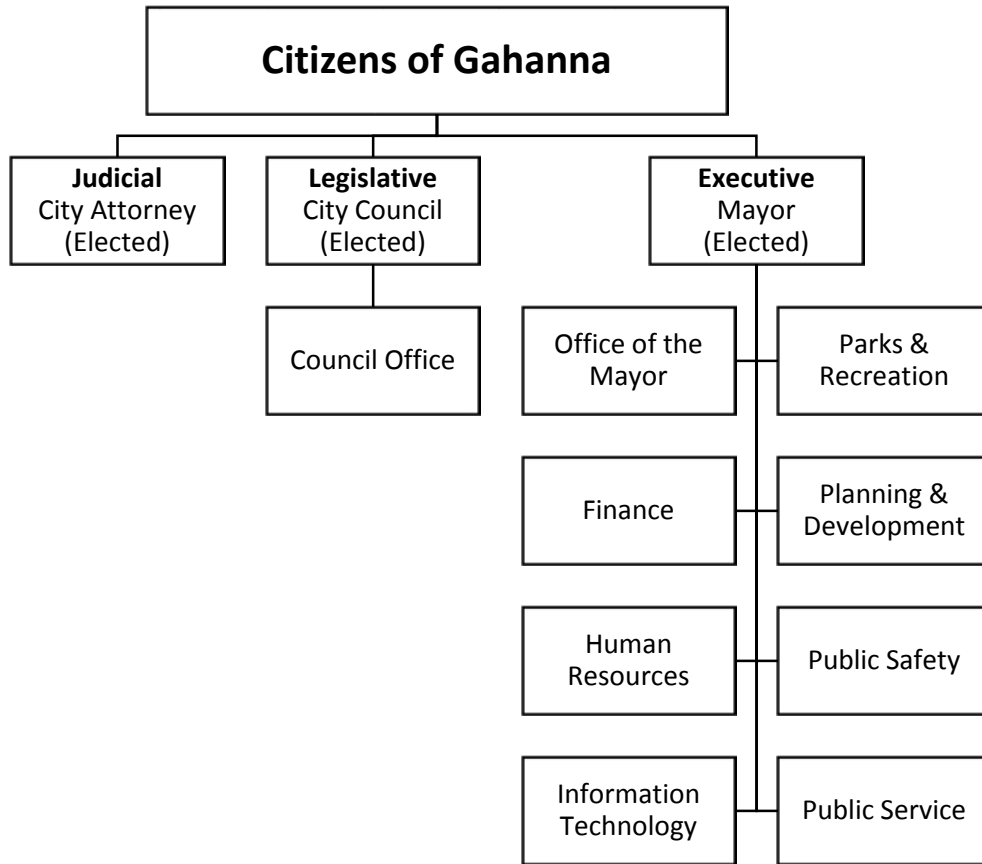 Citizens of Gahanna
Judicial
City Attorney
(Elected)
Legislative
City Council
(Elected)
Executive
Mayor
(Elected)
Council Office
Office of the
Mayor
Parks &
Recreation
Finance
Planning &
Development
Human
Resources
Public Safety
Information
Technology
Public Service